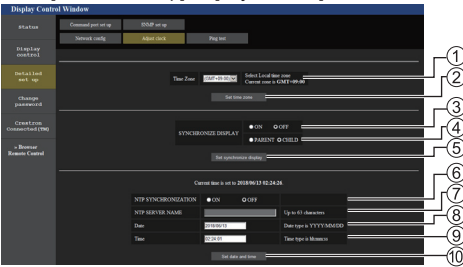 Display Control Window
Status
Command port set up
SNMP set up
Network config
Adjust clock
Ping test
Display control
Detailed set up
Change password
Crestron Connected(TM)
» Browser Remote Control
Time Zone
(GMT+09:00)
Select Local time zone
Current zone is GMT+09:00
Set time zone
SYNCHRONIZE DISPLAY
ON OFF
PARENT CHILD
Set synchronize display
Current time is set to 2018/06/13 02:24:26.
NTP SYNCHRONIZATION
ON OFF
NTP SERVER NAME
Up to 63 characters
Date
2018/06/13
Date type is YYYY/MM/DD
Time
02:24:01
Time type is hh:mm:ss
Set date and time
1
2
3
4
5
6
7
8
9
10